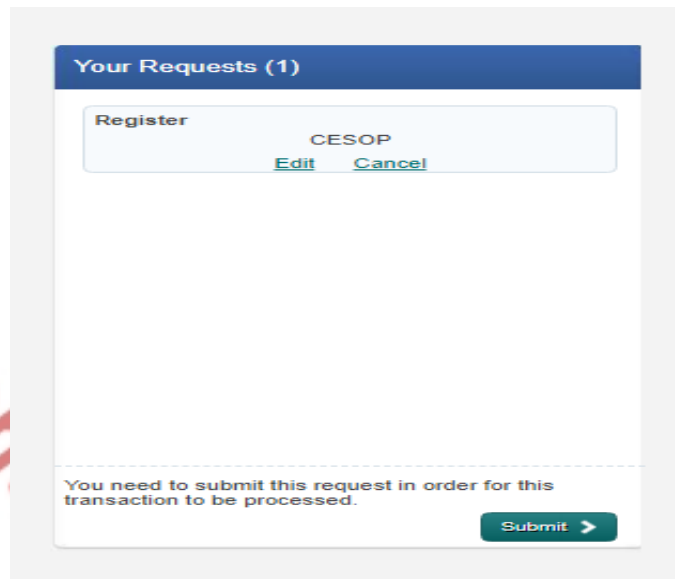 Your Requests (1)
Register
CESOP
Edit Cancel
You need to submit this request in order for this
transaction to be processed.
Submit